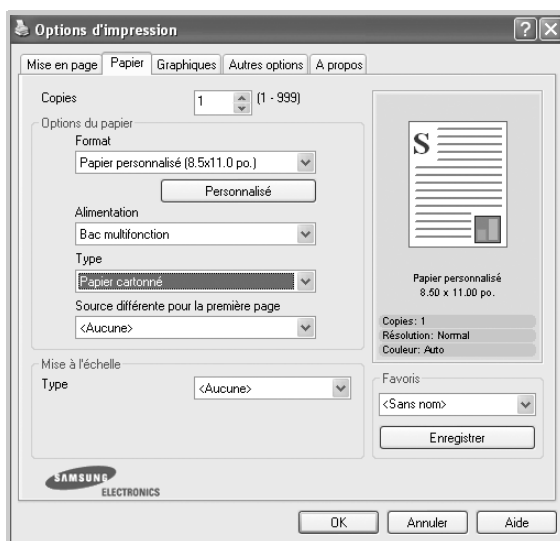 Options d'impression
Mise en page Papier Graphiques Autres options A propos
Copies 1 (1 - 999)
Options du papier
Format
Papier personnalisé (8.5x11.0 po.)
Personnalisé
Alimentation
Bac multifonction
Type
Papier cartonné
Source différente pour la première page
<Aucune>
Mise à l'échelle
Type <Aucune>
SAMSUNG
ELECTRONICS
S
Papier personnalisé
8.50 x 11.00 po.
Copies: 1
Résolution: Normal
Couleur: Auto
Favoris
<Sans nom>
Enregistrer
OK Annuler Aide